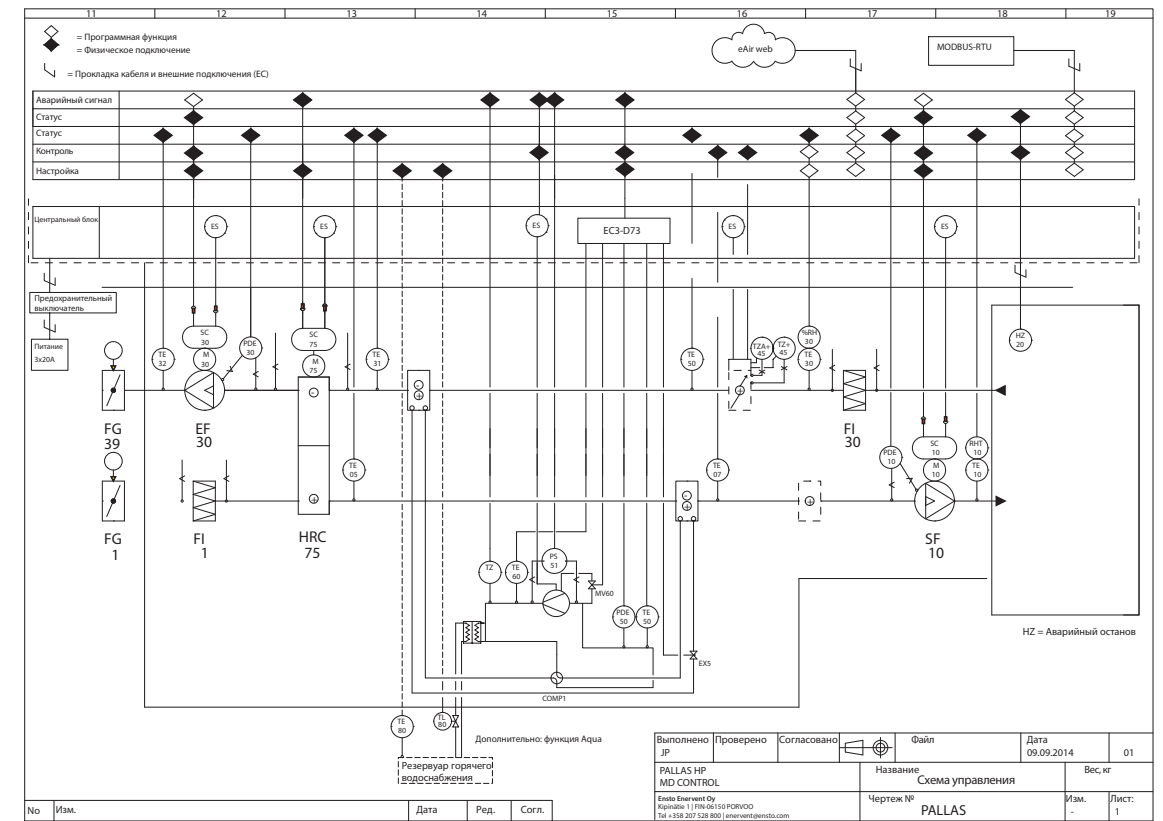 11 12 13 14 15 16 17 18 19
= Программная функция
= Физическое подключение
= Прокладка кабеля и внешние подключения (EC)
eAir web
MODBUS-RTU
Аварийный сигнал
Статус
Статус
Контроль
Настройка
Центральный блок
ES
ES
ES
EC3-D73
ES
ES
Предохранительный
выключатель
Питание
3x20A
TE
32
SC
30
M
30
PDE
30
SC
75
M
75
TE
31
TE
50
TZA+
45
TZ+
45
%RH
30
TE
30
HZ
20
FG
39
EF
30
FI
30
TE
05
TE
07
PDE
10
SC
10
M
10
RHT
10
TE
10
FG
1
FI
1
HRC
75
SF
10
TZ
TE
60
PS
51
MV60
PDE
50
TE
50
EX5
COMP1
HZ = Аварийный останов
TE
80
TL
80
Дополнительно: функция Aqua
Резервуар горячего
водоснабжения
Выполнено Проверено Согласовано Файл Дата
JP 09.09.2014 01
PALLAS HP
MD CONTROL
Название
Схема управления
Вес, кг
Ensto Enervent Oy
Kipinätie 1 | FIN-06150 PORVOO
Tel +358 207 528 800 | enervent@ensto.com
Чертеж №
PALLAS
Изм.
-
Лист:
1
No Изм. Дата Ред. Согл.